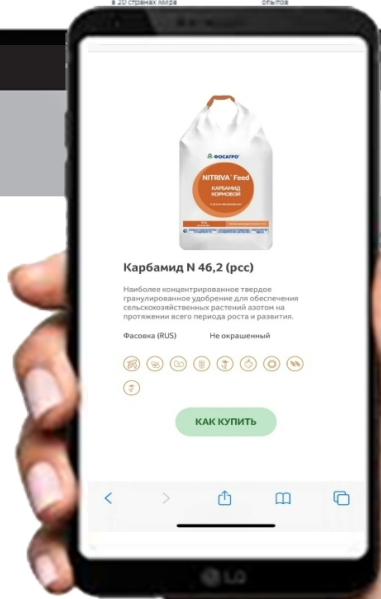 в 20 странах мира
опытов
ФОСАГРО
NITRIVA Feed
КАРБАМИД
КОРМОВОЙ
Карбамид N 46,2 (рсс)
Наиболее концентрированное твердое
гранулированное удобрение для обеспечения
сельскохозяйственных растений азотом на
протяжении всего периода роста и развития.
Фасовка (RUS) Не окрашенный
КАК КУПИТЬ
LG